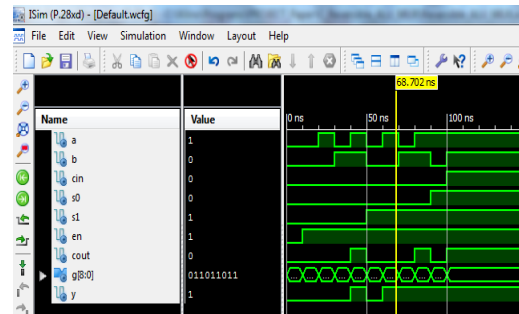 ISim (P.28xd) - [Default.wcfg]
File Edit View Simulation Window Layout Help
68.702 ns
Name Value
0 ns 50 ns 100 ns
a 1
b 0
cin 0
s0 0
s1 1
en 1
cout 0
g[8:0] 011011011
y 1